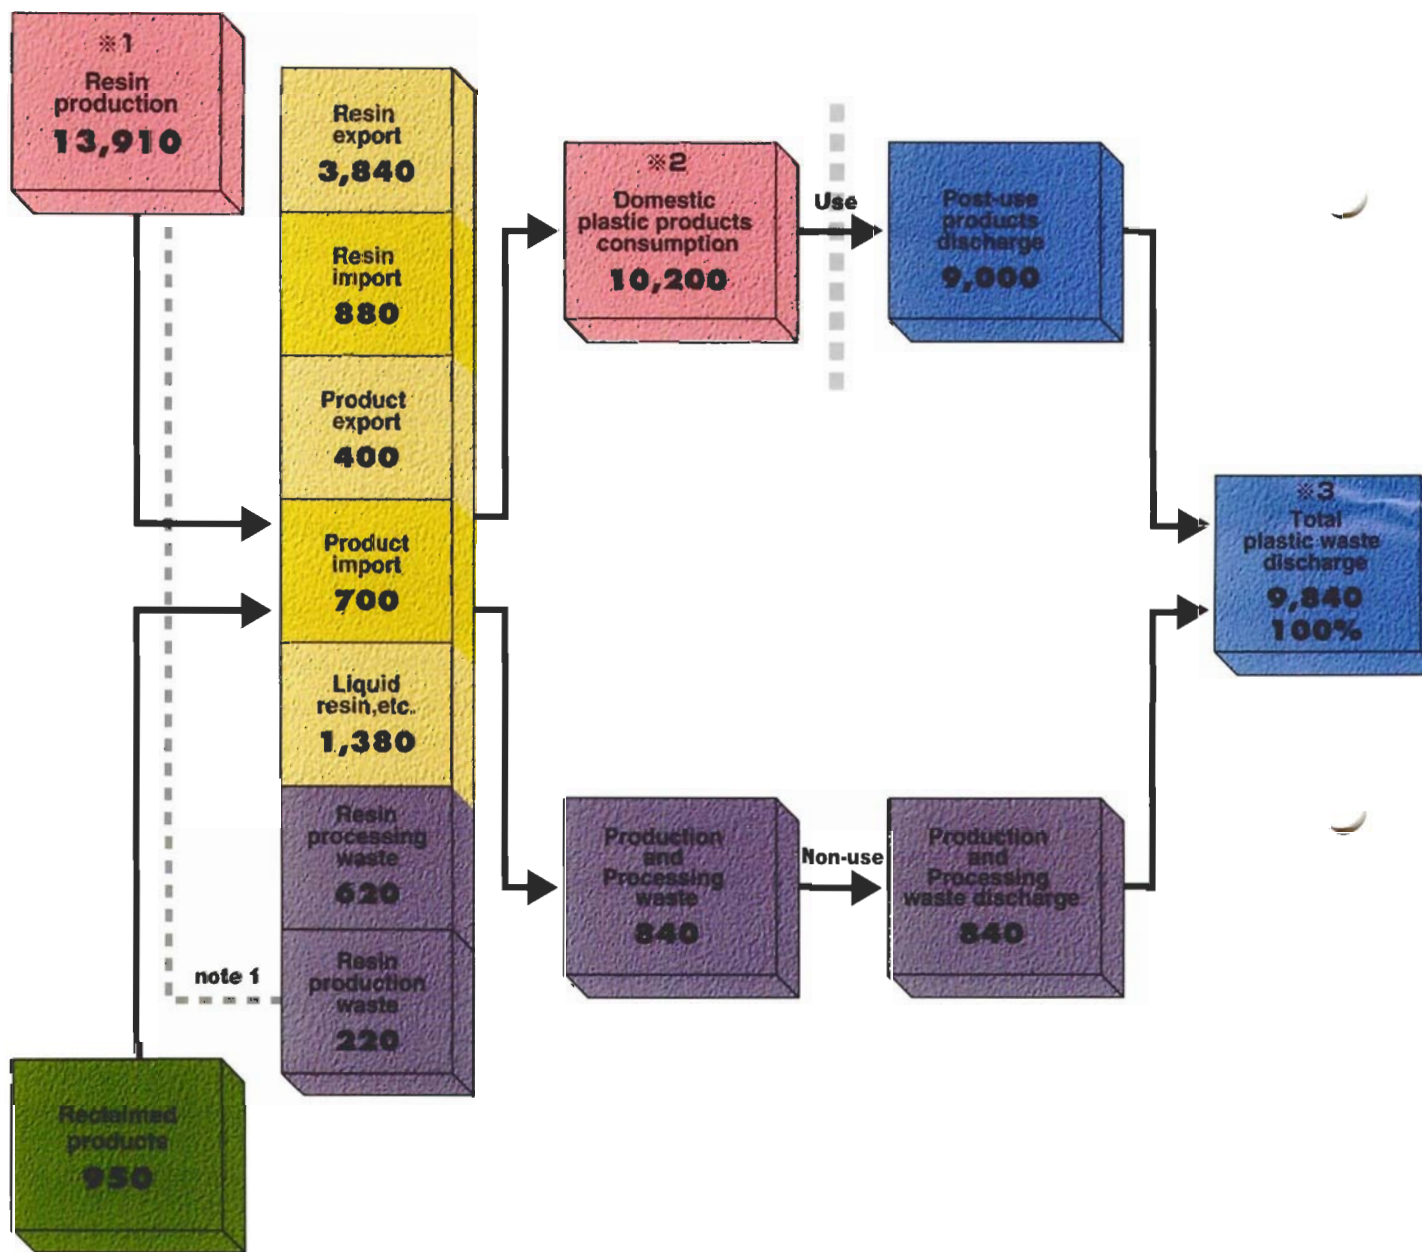 ※1
Resin
production
13,910
Resin
export
3,840
Resin
import
880
Product
export
400
Product
import
700
Liquid
resin,etc.
1,380
Resin
processing
waste
620
Resin
production
waste
220
note 1
Reclaimed
products
950
※2
Domestic
plastic products
consumption
10,200
Use
Post-use
products
discharge
9,000
Production
and
Processing
waste
840
Non-use
Production
and
Processing
waste discharge
840
※3
Total
plastic waste
discharge
9,840
100%